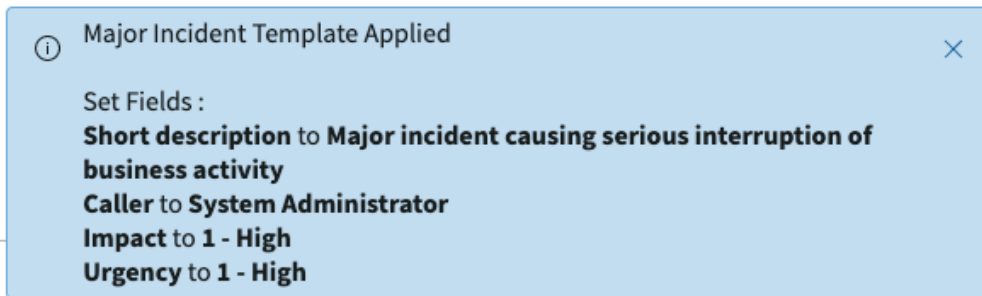 Major Incident Template Applied
Set Fields :
Short description to Major incident causing serious interruption of
business activity
Caller to System Administrator
Impact to 1 - High
Urgency to 1 - High